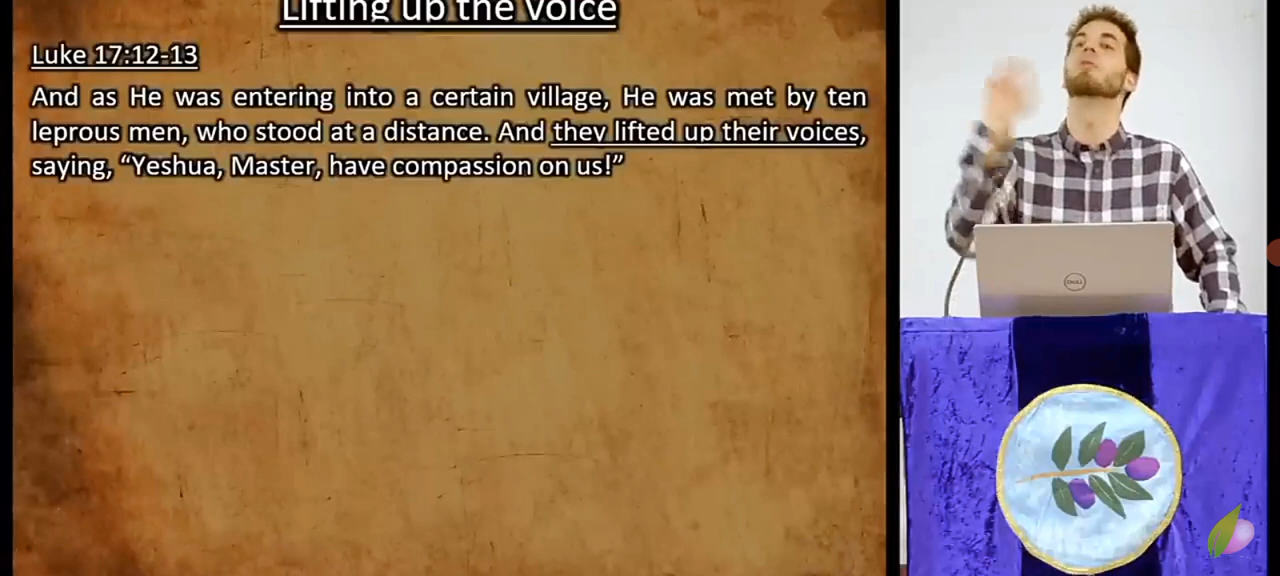 Lifting up the voice
Luke 17:12-13
And as He was entering into a certain village, He was met by ten
leprous men, who stood at a distance. And they lifted up their voices,
saying, “Yeshua, Master, have compassion on us!”
DELL